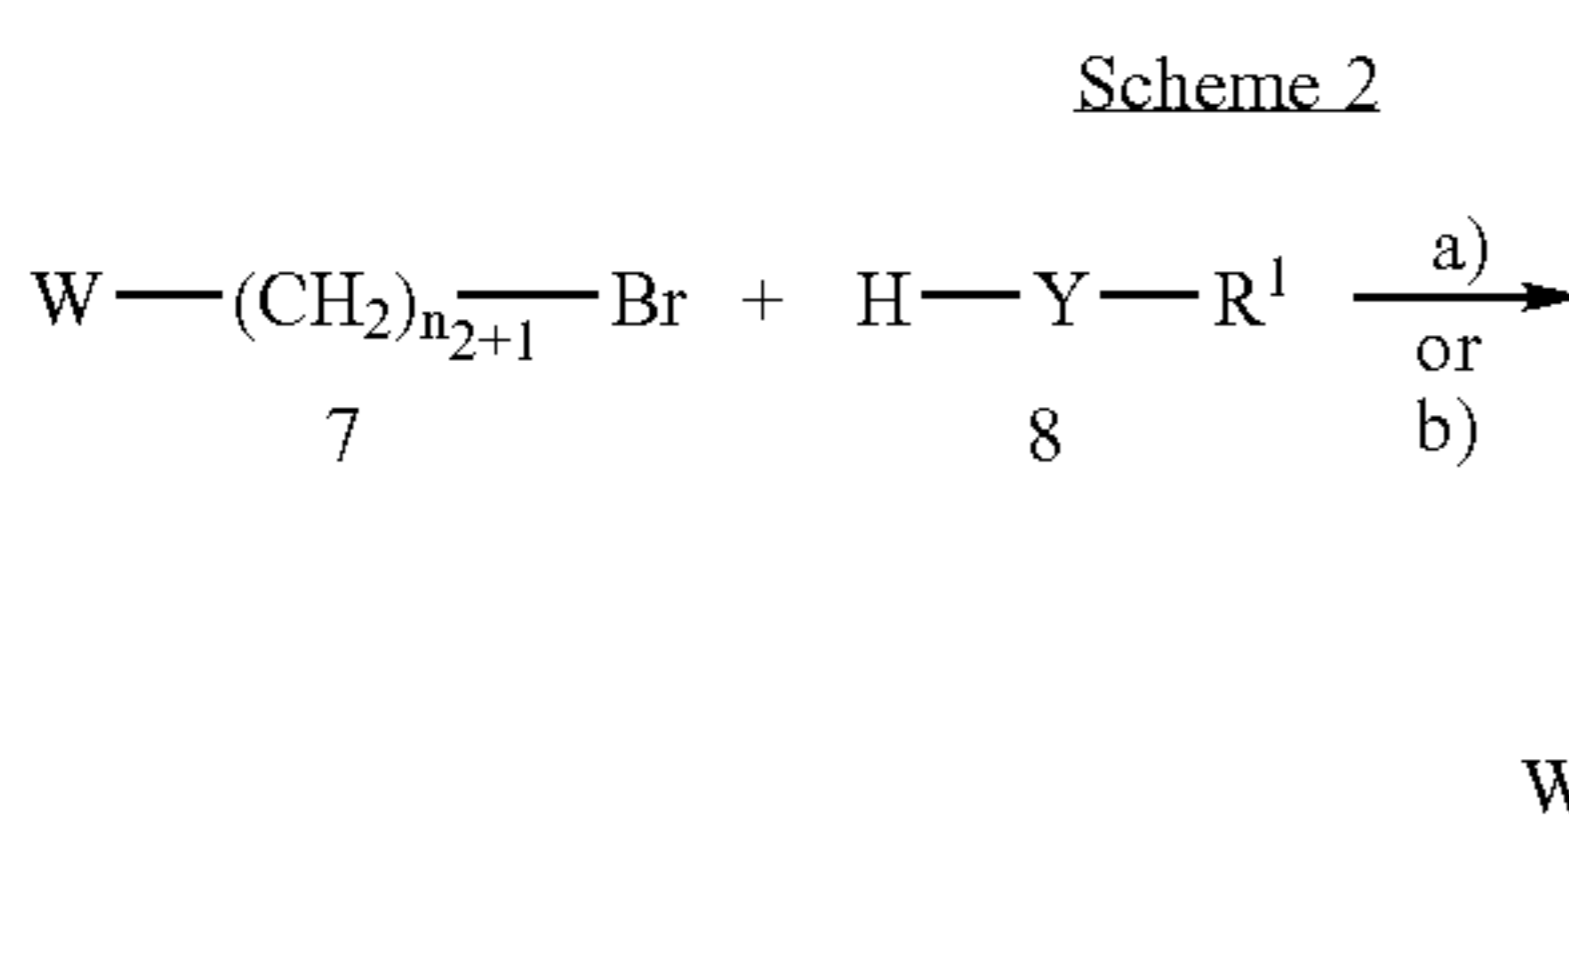 Scheme 2
W—(CH₂)n₂₊₁—Br + H—Y—R¹ a)
or
7 8 b)
W